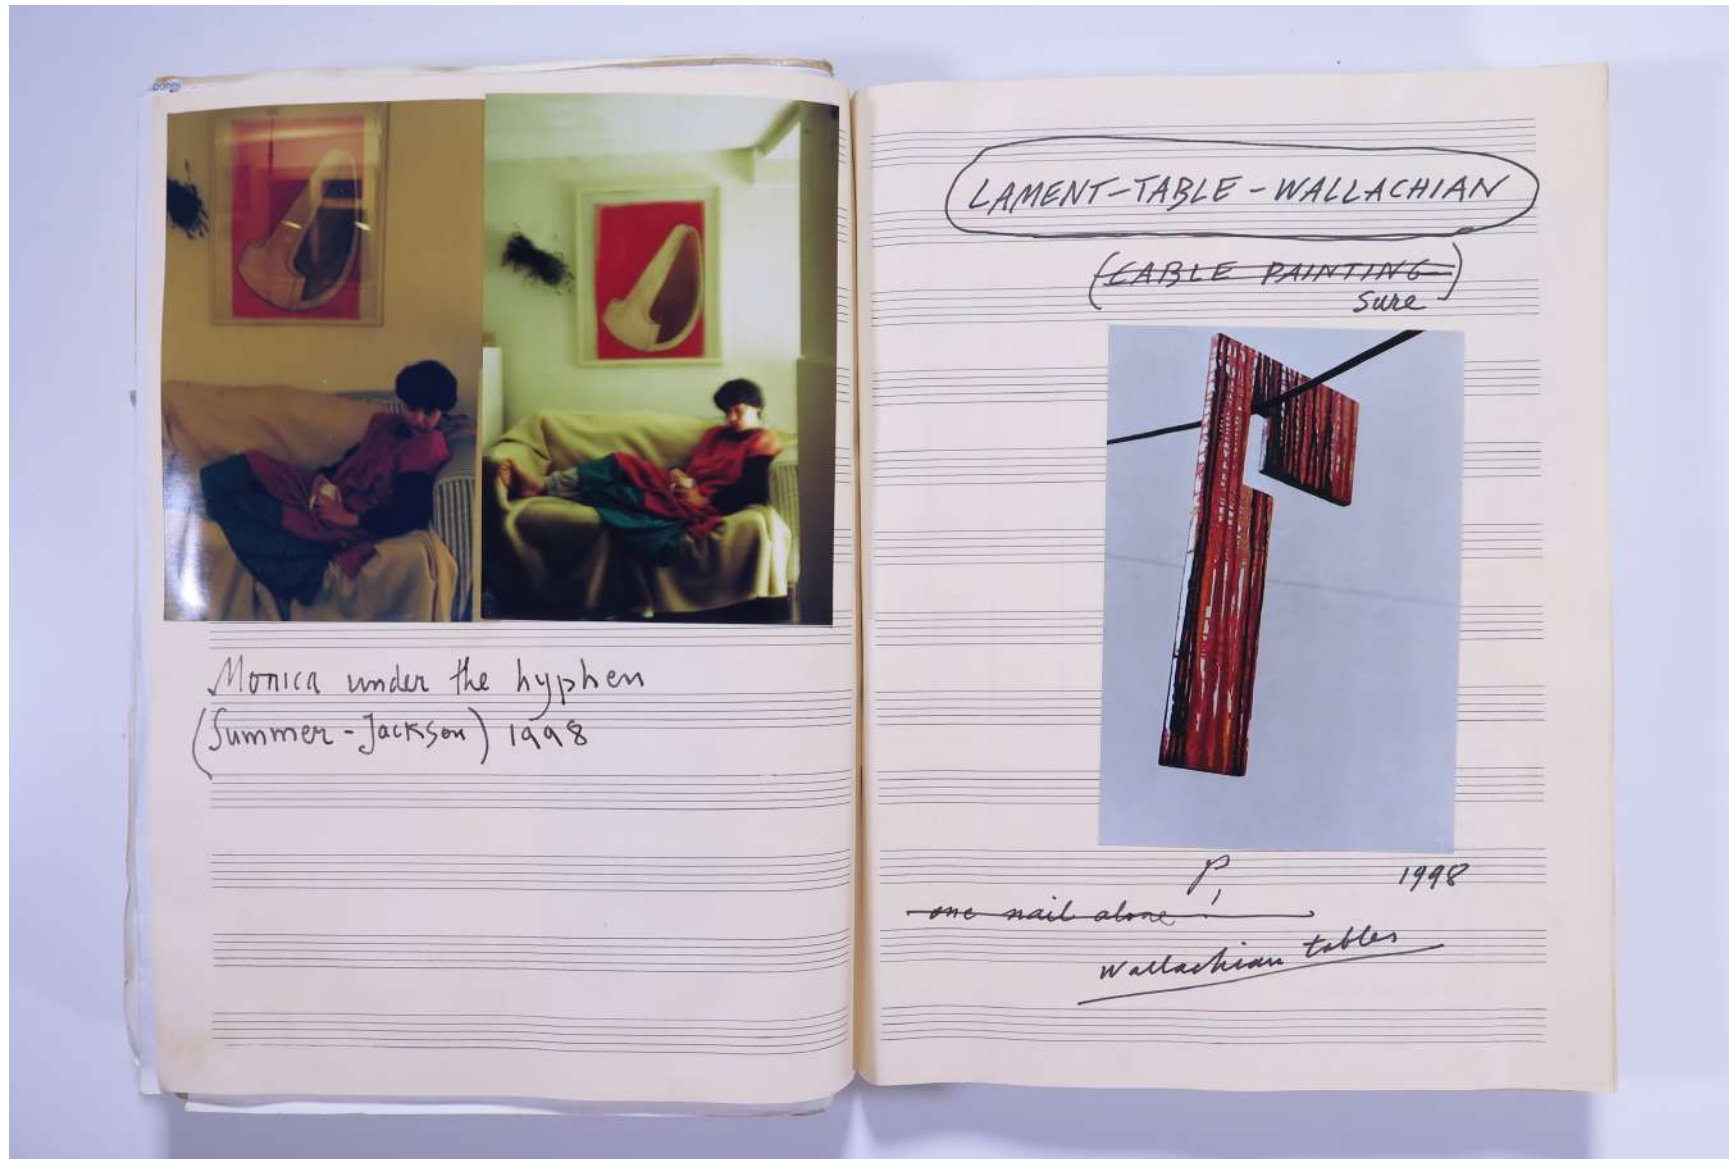 Monica under the hyphen
(Summer-Jackson) 1998
LAMENT-TABLE-WALLACHIAN
(CABLE PAINTING)
sure
P,
1998
one nail alone
Wallachian tables